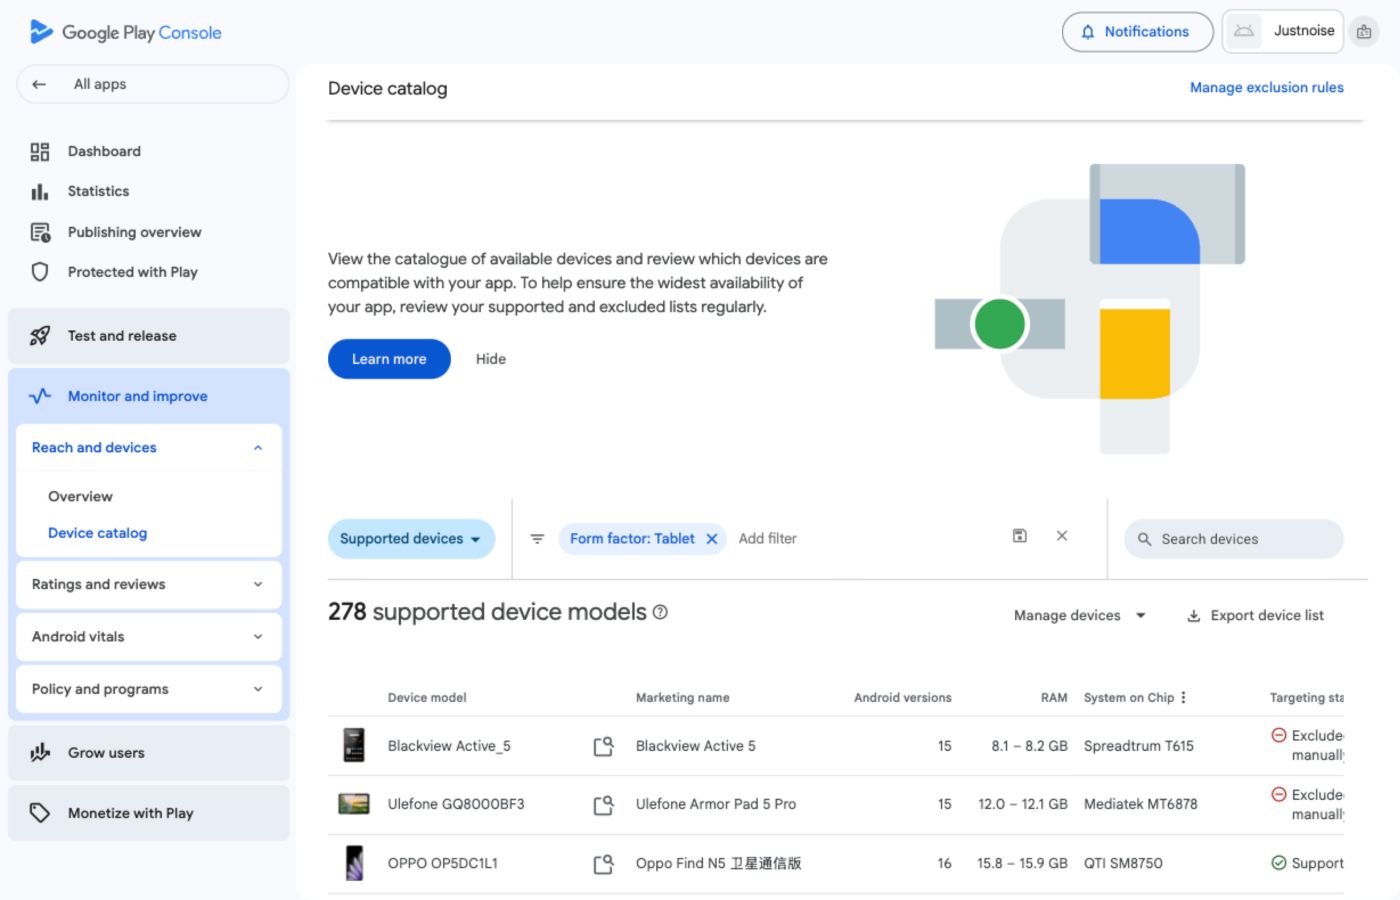 Google Play Console
Notifications
Justnoise
All apps
Device catalog
Manage exclusion rules
Dashboard
Statistics
Publishing overview
Protected with Play
Test and release
Monitor and improve
Reach and devices
Overview
Device catalog
Ratings and reviews
Android vitals
Policy and programs
Grow users
Monetize with Play
View the catalogue of available devices and review which devices are
compatible with your app. To help ensure the widest availability of
your app, review your supported and excluded lists regularly.
Learn more Hide
Supported devices Form factor: Tablet Add filter Search devices
278 supported device models
Manage devices Export device list
Device model Marketing name Android versions RAM System on Chip Targeting sta
Blackview Active_5 Blackview Active 5 15 8.1 – 8.2 GB Spreadtrum T615 Exclude
manually
Ulefone GQ8000BF3 Ulefone Armor Pad 5 Pro 15 12.0 – 12.1 GB Mediatek MT6878 Exclude
manually
OPPO OP5DC1L1 Oppo Find N5 卫星通信版 16 15.8 – 15.9 GB QTI SM8750 Support